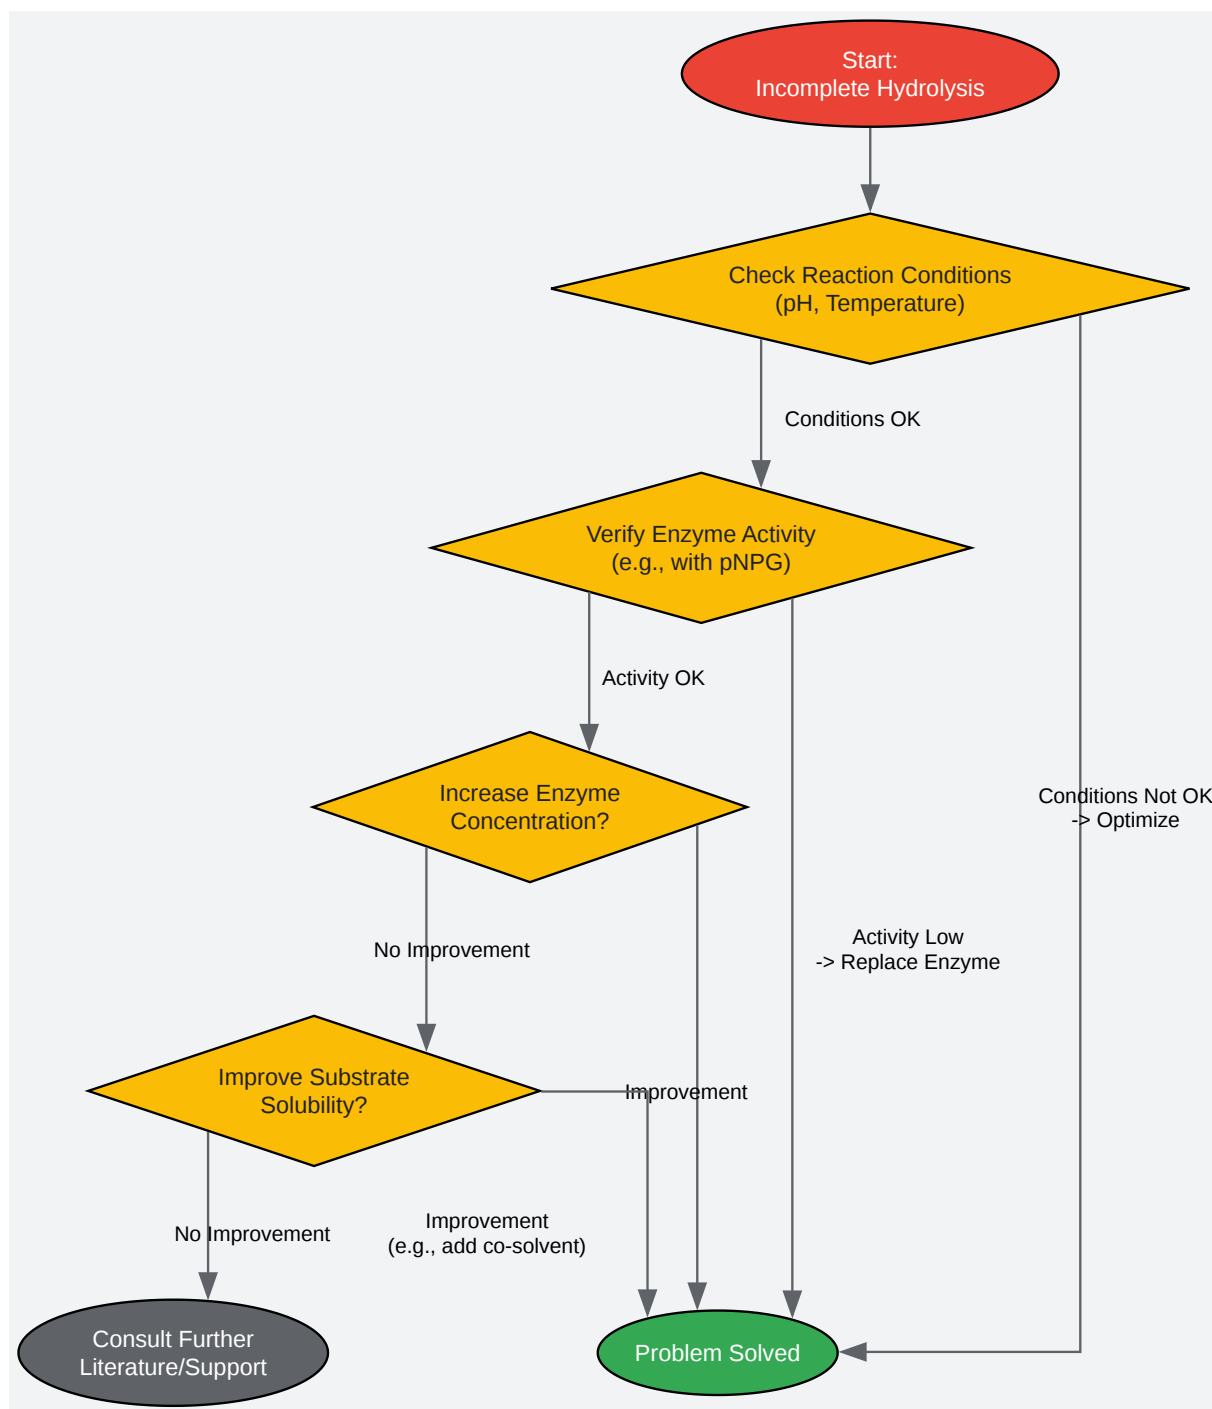 Start:
Incomplete Hydrolysis
Check Reaction Conditions
(pH, Temperature)
Conditions OK
Verify Enzyme Activity
(e.g., with pNPG)
Activity OK
Increase Enzyme
Concentration?
Conditions Not OK
-> Optimize
No Improvement
Activity Low
-> Replace Enzyme
Improve Substrate
Solubility?
Improvement
No Improvement
Improvement
(e.g., add co-solvent)
Consult Further
Literature/Support
Problem Solved